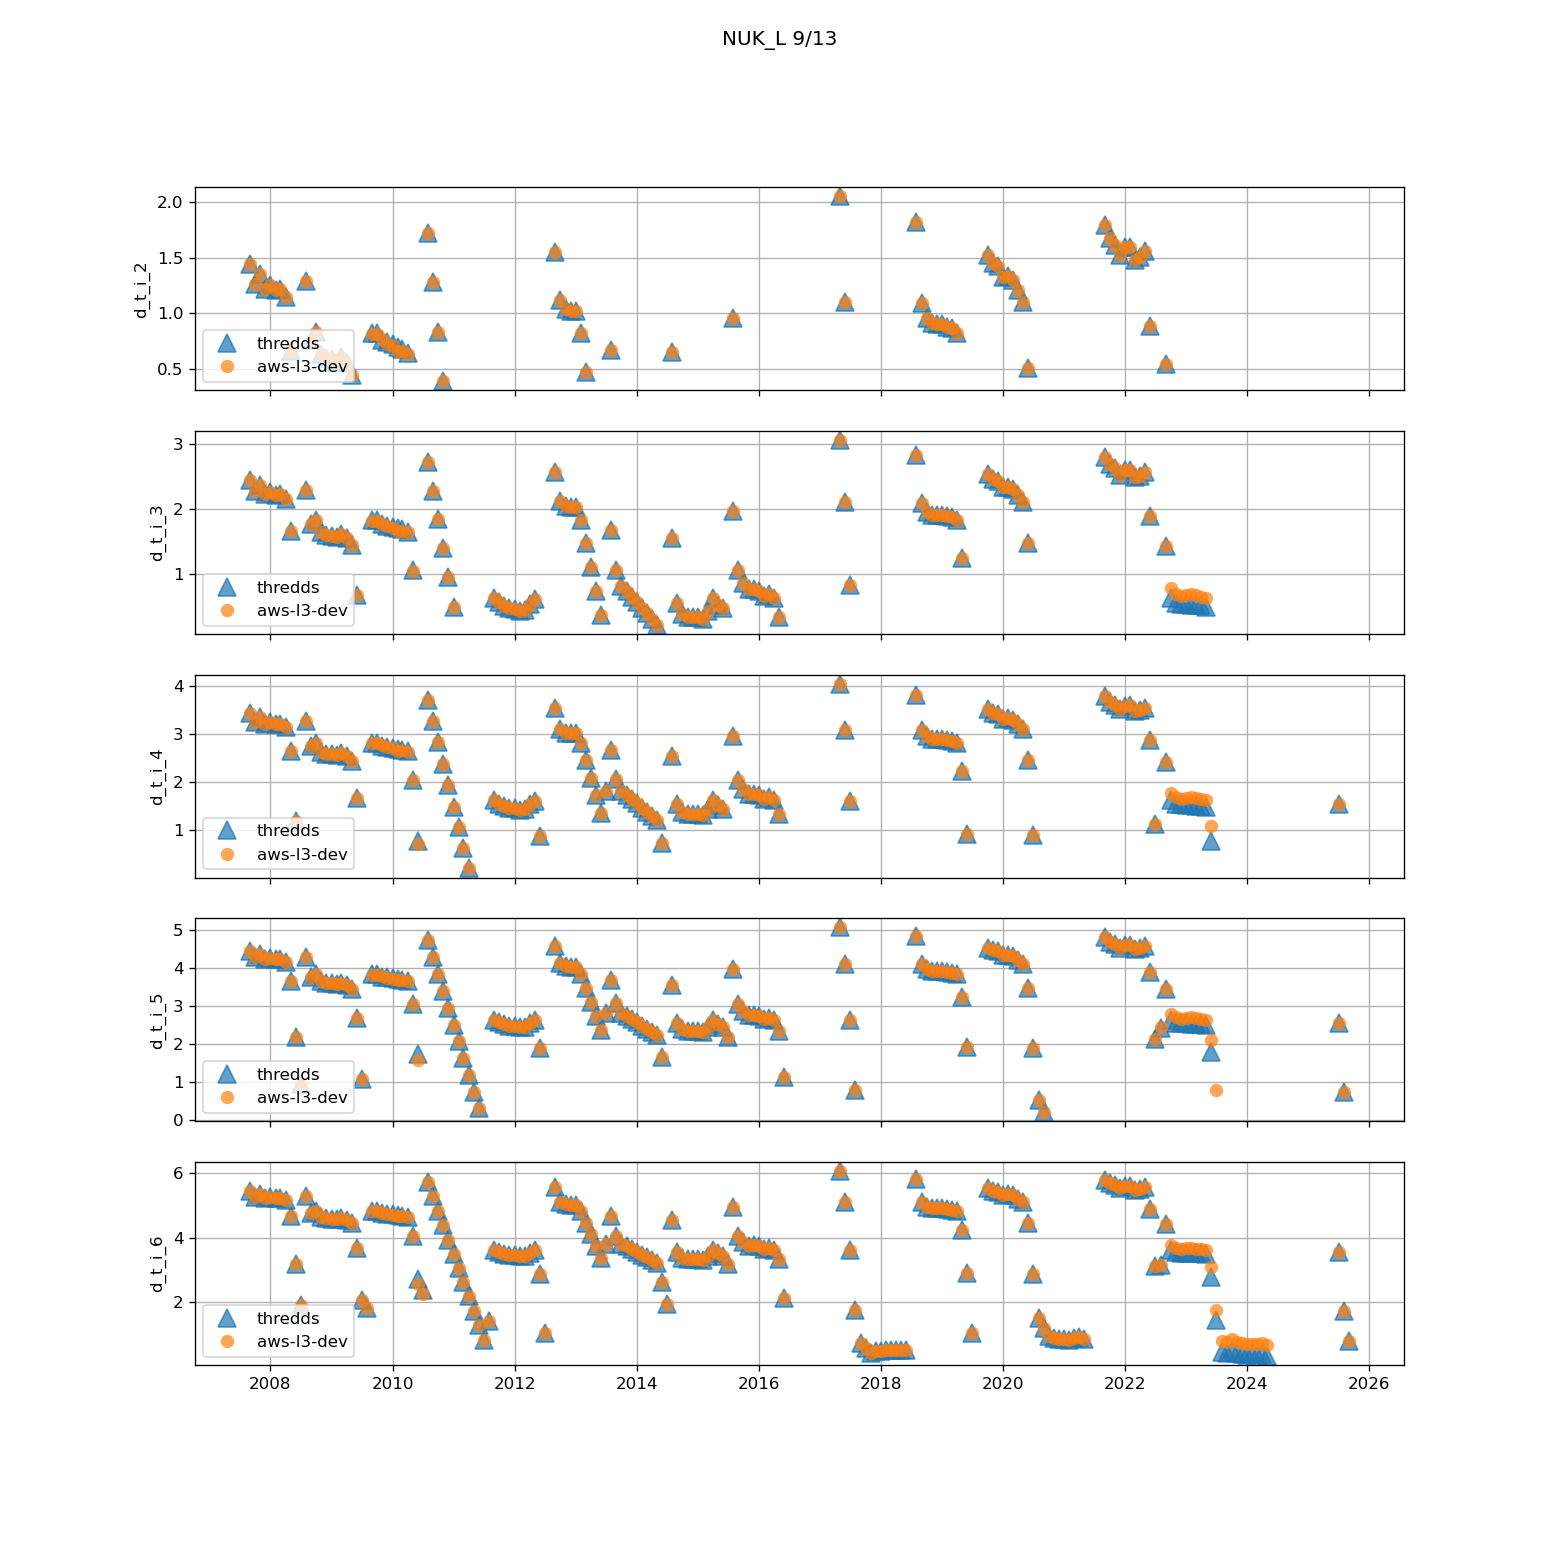 NUK_L 9/13
d_t_i_2
2.0
1.5
1.0
0.5
thredds
aws-l3-dev
d_t_i_3
3
2
1
thredds
aws-l3-dev
d_t_i_4
4
3
2
1
thredds
aws-l3-dev
d_t_i_5
5
4
3
2
1
0
thredds
aws-l3-dev
d_t_i_6
6
4
2
thredds
aws-l3-dev
2008 2010 2012 2014 2016 2018 2020 2022 2024 2026